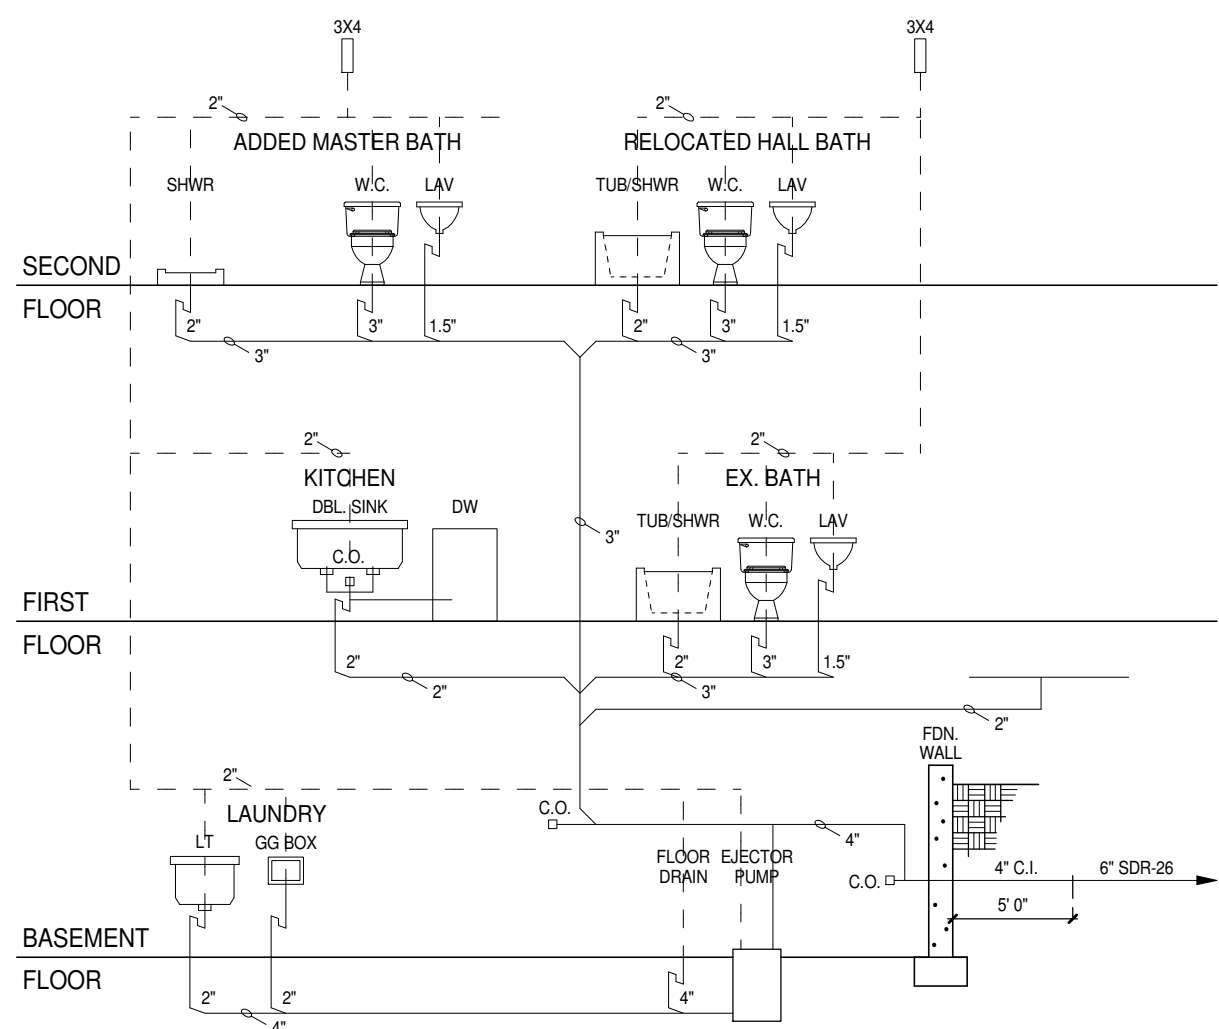 3X4
3X4
2"
2"
ADDED MASTER BATH
RELOCATED HALL BATH
SHWR
W.C.
LAV
TUB/SHWR
W.C.
LAV
SECOND
FLOOR
2"
3"
1.5"
2"
3"
1.5"
3"
3"
2"
2"
KITCHEN
EX. BATH
DBL. SINK
DW
TUB/SHWR
W.C.
LAV
3"
C.O.
FIRST
FLOOR
2"
2"
3"
1.5"
2"
3"
2"
FDN.
WALL
2"
LAUNDRY
C.O.
LT
GG BOX
4"
FLOOR
DRAIN
EJECTOR
PUMP
C.O.
4" C.I.
6" SDR-26
5' 0"
BASEMENT
FLOOR
2"
2"
4"
4"